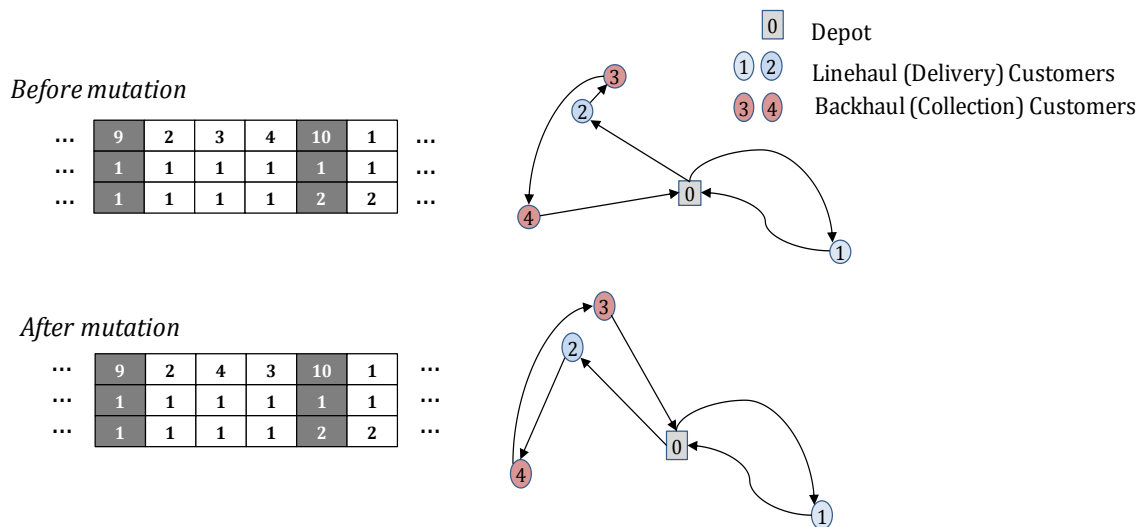 0 Depot
1 2 Linehaul (Delivery) Customers
3 4 Backhaul (Collection) Customers
Before mutation
... 9 2 3 4 10 1 ...
... 1 1 1 1 1 1 ...
... 1 1 1 1 2 2 ...
3
2
0
4
1
After mutation
... 9 2 4 3 10 1 ...
... 1 1 1 1 1 1 ...
... 1 1 1 1 2 2 ...
3
2
0
4
1